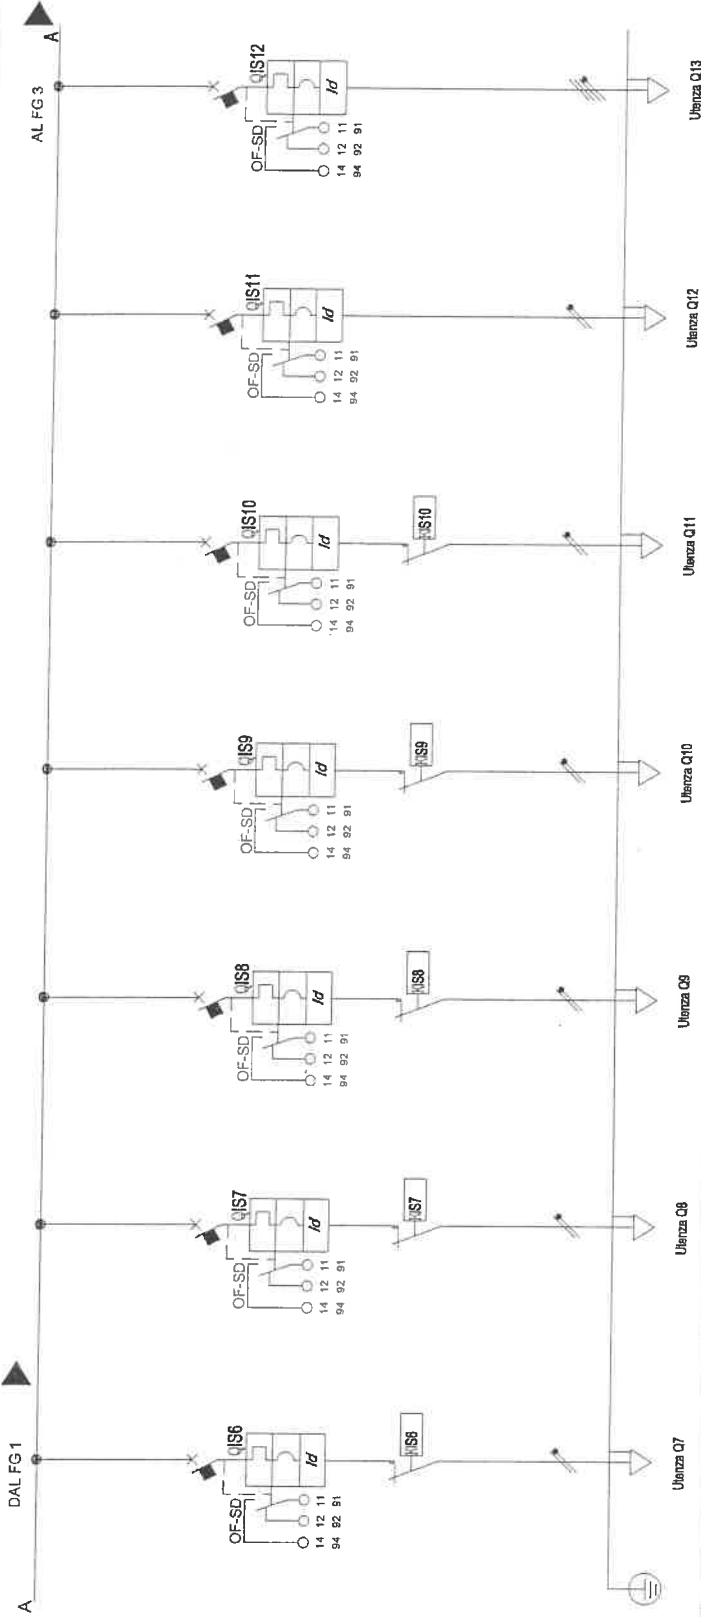 A
DAL FG 1
AL FG 3
A
QIS6
OF-SD
Id
14 12 11
94 92 91
KIS6
Utenza Q7
QIS7
OF-SD
Id
14 12 11
94 92 91
KIS7
Utenza Q8
QIS8
OF-SD
Id
14 12 11
94 92 91
KIS8
Utenza Q9
QIS9
OF-SD
Id
14 12 11
94 92 91
KIS9
Utenza Q10
QIS10
OF-SD
Id
14 12 11
94 92 91
KIS10
Utenza Q11
QIS11
OF-SD
Id
14 12 11
94 92 91
Utenza Q12
QIS12
OF-SD
Id
14 12 11
94 92 91
Utenza Q13